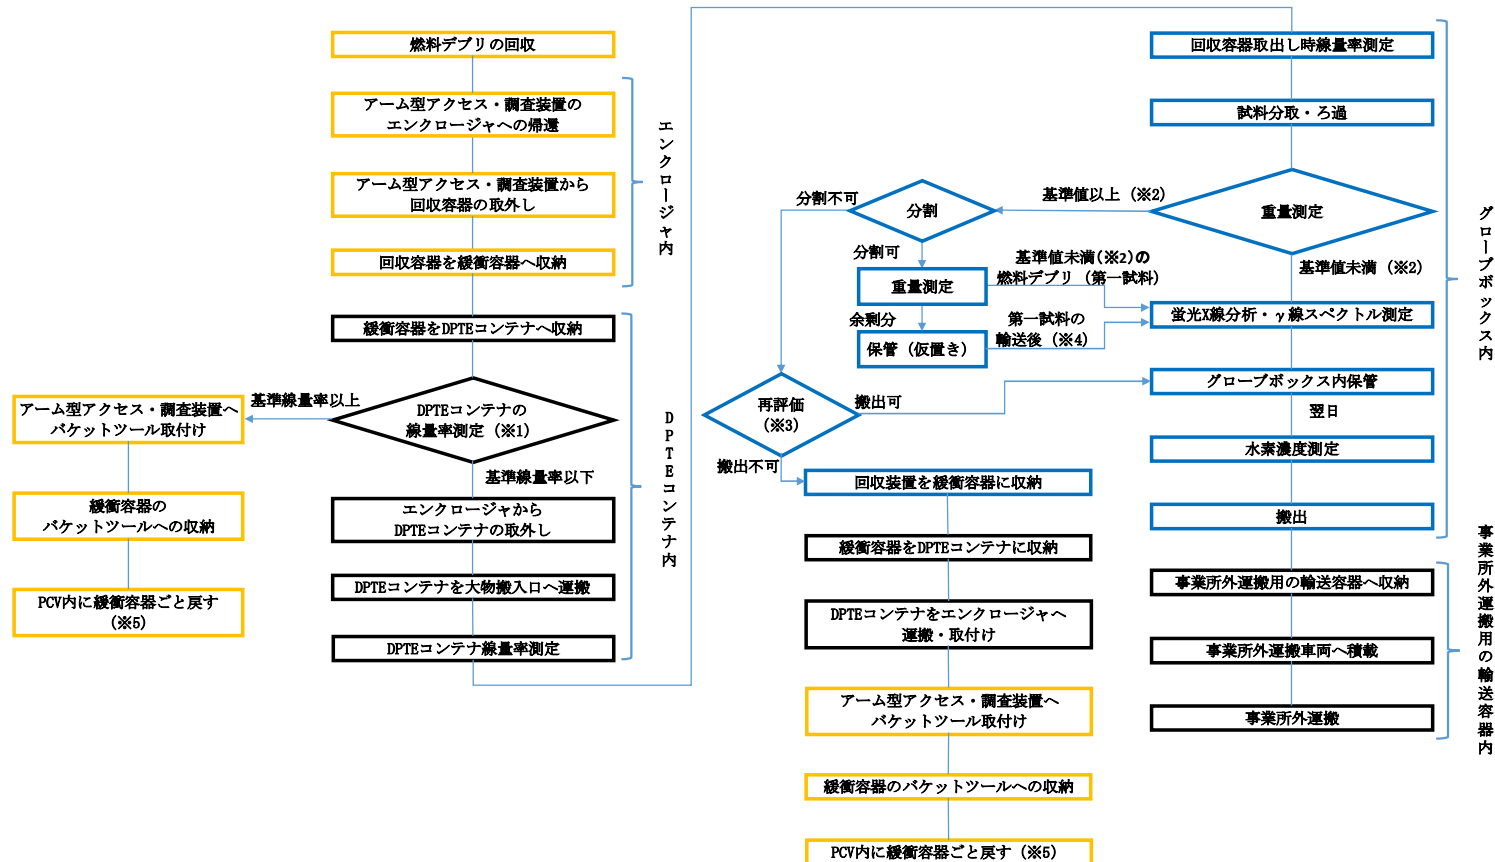 燃料デブリの回収
アーム型アクセス・調査装置の
エンクロージャへの帰還
アーム型アクセス・調査装置から
回収容器の取外し
回収容器を緩衝容器へ収納
エンクロージャ内
緩衝容器をDPTEコンテナへ収納
DPTEコンテナの
線量率測定（※1）
基準線量率以上
アーム型アクセス・調査装置へ
バケットツール取付け
緩衝容器の
バケットツールへの収納
PCV内に緩衝容器ごと戻す
（※5）
基準線量率以下
エンクロージャから
DPTEコンテナの取外し
DPTEコンテナを大物搬入口へ運搬
DPTEコンテナ線量率測定
DPTEコンテナ内
回収容器取出し時線量率測定
試料分取・ろ過
重量測定
基準値以上（※2）
分割
分割不可
分割可
重量測定
基準値未満(※2)の
燃料デブリ（第一試料）
余剰分
保管（仮置き）
第一試料の
輸送後（※4）
基準値未満（※2）
蛍光X線分析・γ線スペクトル測定
再評価
（※3）
搬出可
グローブボックス内保管
翌日
水素濃度測定
搬出
グローブボックス内
搬出不可
回収装置を緩衝容器に収納
緩衝容器をDPTEコンテナに収納
DPTEコンテナをエンクロージャへ
運搬・取付け
アーム型アクセス・調査装置へ
バケットツール取付け
緩衝容器のバケットツールへの収納
PCV内に緩衝容器ごと戻す（※5）
事業所外運搬用の輸送容器へ収納
事業所外運搬車両へ積載
事業所外運搬
事業所外運搬用の輸送容器内